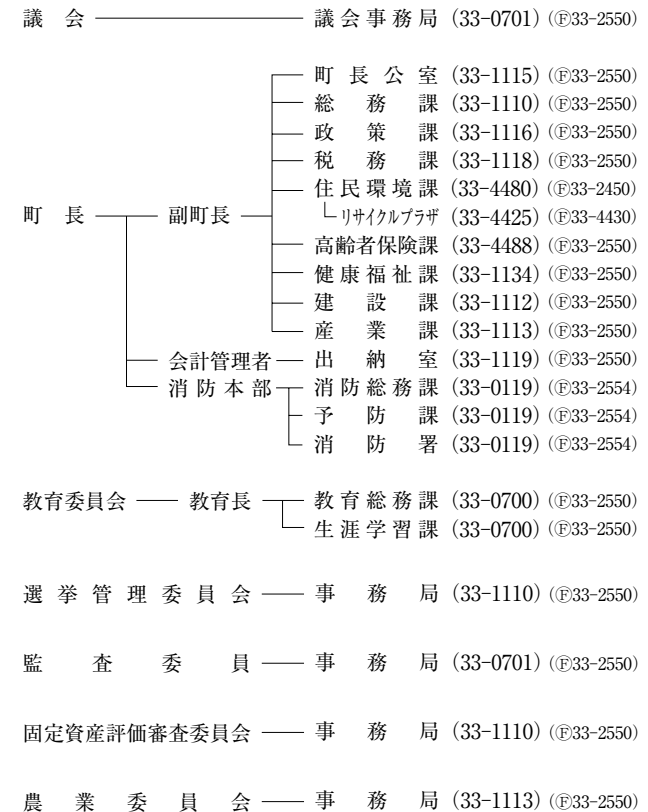 議会 議会事務局 (33-0701) (Ⓕ33-2550)
町長公室 (33-1115) (Ⓕ33-2550)
総務課 (33-1110) (Ⓕ33-2550)
政策課 (33-1116) (Ⓕ33-2550)
税務課 (33-1118) (Ⓕ33-2550)
住民環境課 (33-4480) (Ⓕ33-2450)
町長 副町長 リサイクルプラザ (33-4425) (Ⓕ33-4430)
高齢者保険課 (33-4488) (Ⓕ33-2550)
健康福祉課 (33-1134) (Ⓕ33-2550)
建設課 (33-1112) (Ⓕ33-2550)
産業課 (33-1113) (Ⓕ33-2550)
会計管理者 出納室 (33-1119) (Ⓕ33-2550)
消防本部 消防総務課 (33-0119) (Ⓕ33-2554)
予防課 (33-0119) (Ⓕ33-2554)
消防署 (33-0119) (Ⓕ33-2554)
教育委員会 教育長 教育総務課 (33-0700) (Ⓕ33-2550)
生涯学習課 (33-0700) (Ⓕ33-2550)
選挙管理委員会 事務局 (33-1110) (Ⓕ33-2550)
監査委員 事務局 (33-0701) (Ⓕ33-2550)
固定資産評価審査委員会 事務局 (33-1110) (Ⓕ33-2550)
農業委員会 事務局 (33-1113) (Ⓕ33-2550)